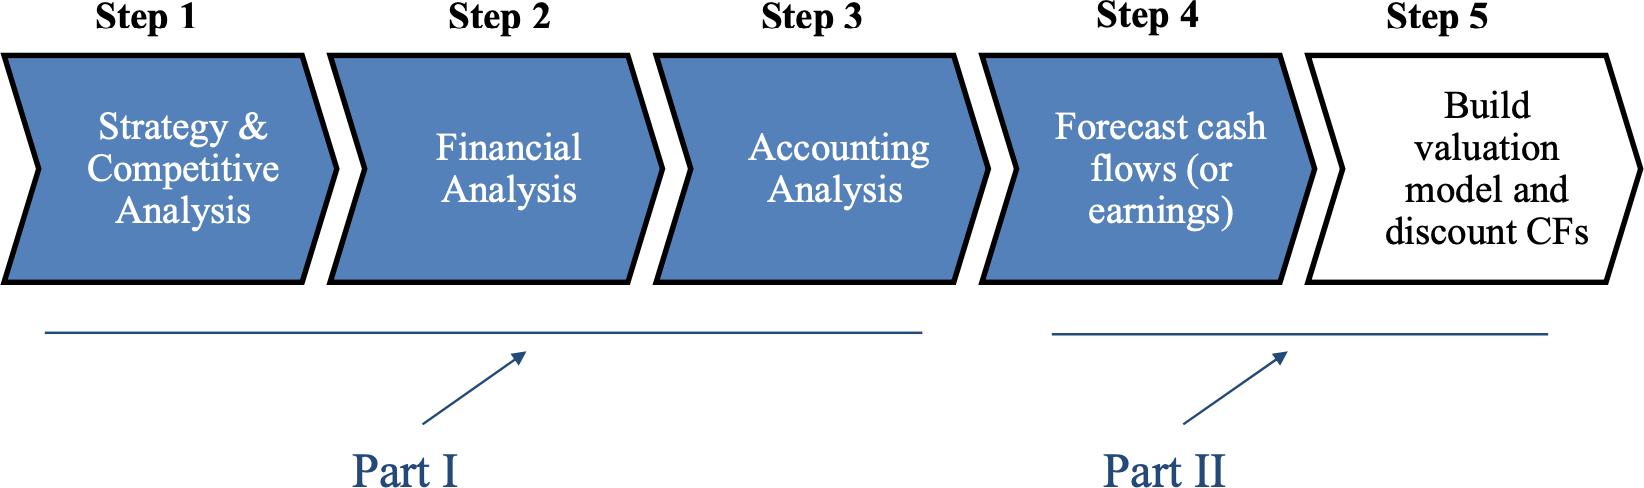 Step 1
Step 2
Step 3
Step 4
Step 5
Strategy &
Competitive
Analysis
Financial
Analysis
Accounting
Analysis
Forecast cash
flows (or
earnings)
Build
valuation
model and
discount CFs
Part I
Part II